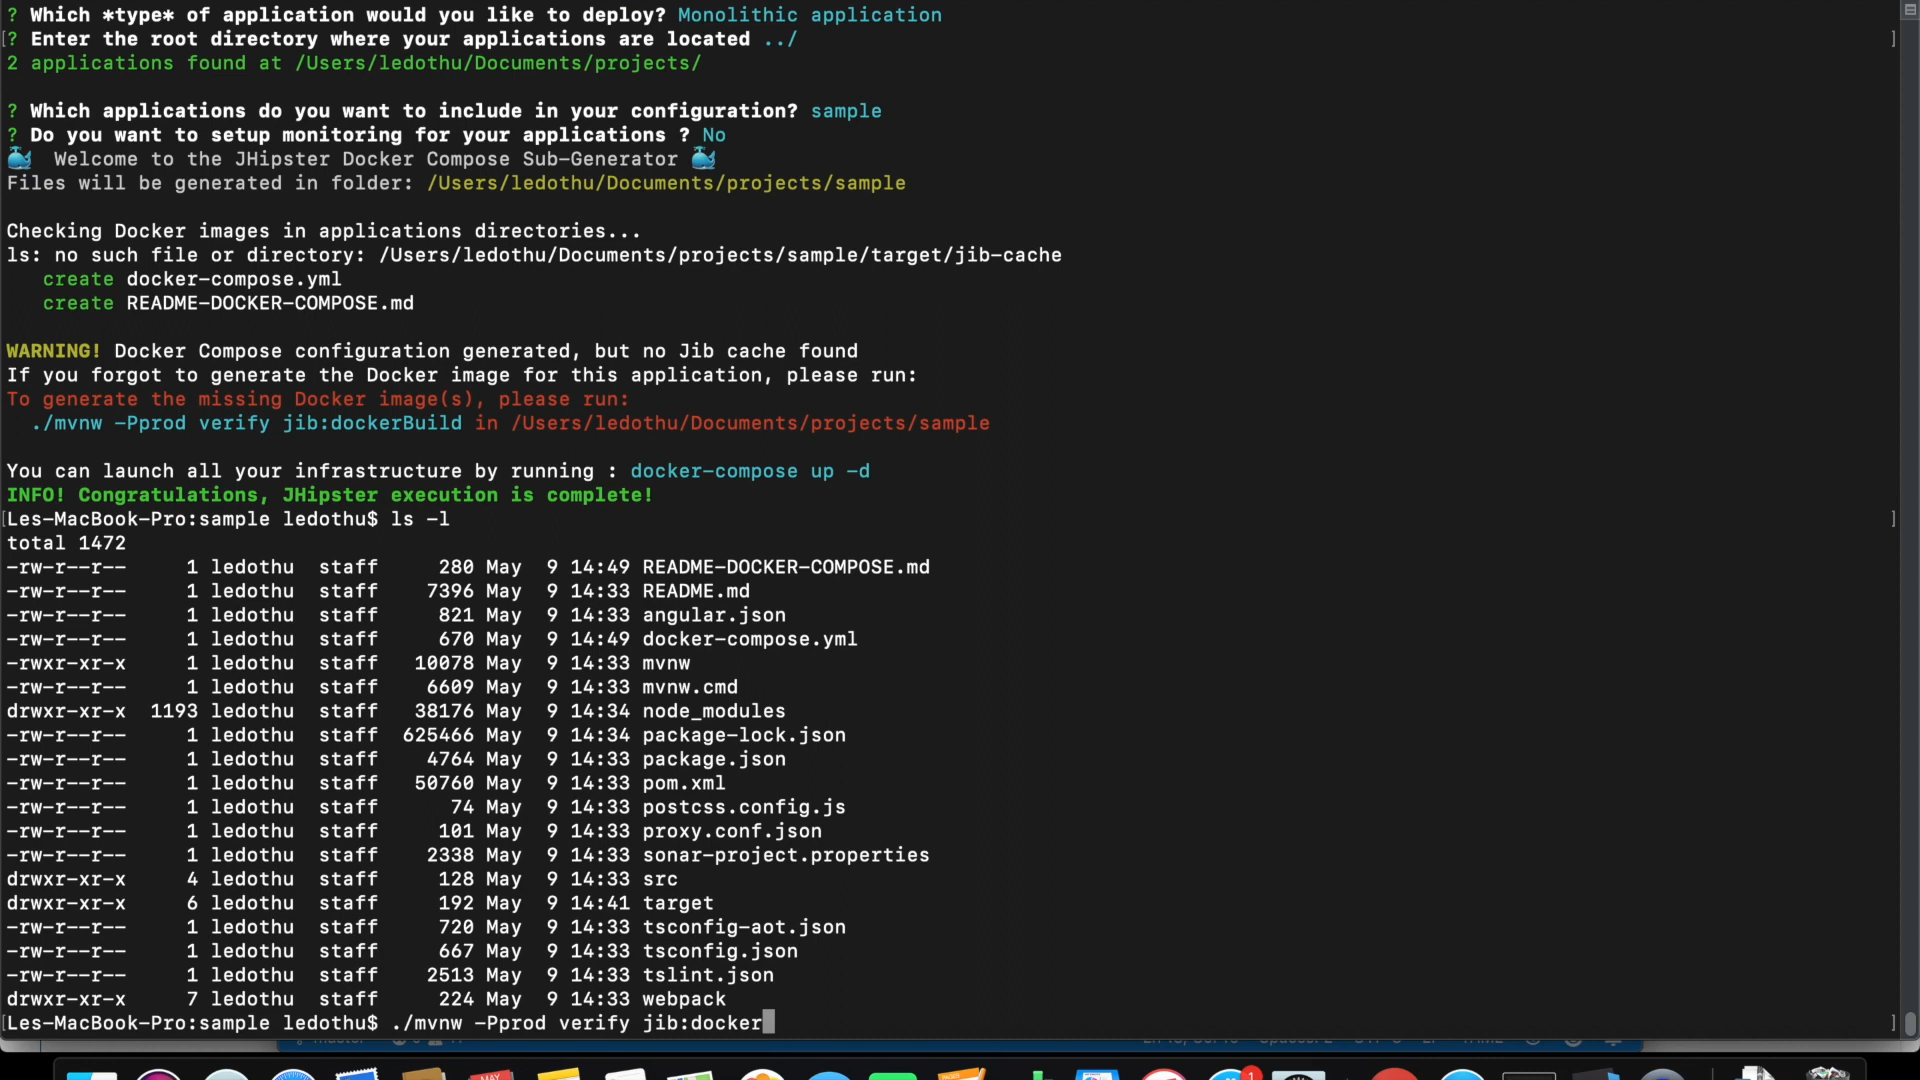 ? Which *type* of application would you like to deploy? Monolithic application
[? Enter the root directory where your applications are located ../ ]
2 applications found at /Users/ledothu/Documents/projects/
? Which applications do you want to include in your configuration? sample
? Do you want to setup monitoring for your applications ? No
🐳  Welcome to the JHipster Docker Compose Sub-Generator 🐳
Files will be generated in folder: /Users/ledothu/Documents/projects/sample
Checking Docker images in applications directories...
ls: no such file or directory: /Users/ledothu/Documents/projects/sample/target/jib-cache
   create docker-compose.yml
   create README-DOCKER-COMPOSE.md
WARNING! Docker Compose configuration generated, but no Jib cache found
If you forgot to generate the Docker image for this application, please run:
To generate the missing Docker image(s), please run:
  ./mvnw -Pprod verify jib:dockerBuild in /Users/ledothu/Documents/projects/sample
You can launch all your infrastructure by running : docker-compose up -d
INFO! Congratulations, JHipster execution is complete!
[Les-MacBook-Pro:sample ledothu$ ls -l ]
total 1472
-rw-r--r--     1 ledothu  staff     280 May  9 14:49 README-DOCKER-COMPOSE.md
-rw-r--r--     1 ledothu  staff    7396 May  9 14:33 README.md
-rw-r--r--     1 ledothu  staff     821 May  9 14:33 angular.json
-rw-r--r--     1 ledothu  staff     670 May  9 14:49 docker-compose.yml
-rwxr-xr-x     1 ledothu  staff   10078 May  9 14:33 mvnw
-rw-r--r--     1 ledothu  staff    6609 May  9 14:33 mvnw.cmd
drwxr-xr-x  1193 ledothu  staff   38176 May  9 14:34 node_modules
-rw-r--r--     1 ledothu  staff  625466 May  9 14:34 package-lock.json
-rw-r--r--     1 ledothu  staff    4764 May  9 14:33 package.json
-rw-r--r--     1 ledothu  staff   50760 May  9 14:33 pom.xml
-rw-r--r--     1 ledothu  staff      74 May  9 14:33 postcss.config.js
-rw-r--r--     1 ledothu  staff     101 May  9 14:33 proxy.conf.json
-rw-r--r--     1 ledothu  staff    2338 May  9 14:33 sonar-project.properties
drwxr-xr-x     4 ledothu  staff     128 May  9 14:33 src
drwxr-xr-x     6 ledothu  staff     192 May  9 14:41 target
-rw-r--r--     1 ledothu  staff     720 May  9 14:33 tsconfig-aot.json
-rw-r--r--     1 ledothu  staff     667 May  9 14:33 tsconfig.json
-rw-r--r--     1 ledothu  staff    2513 May  9 14:33 tslint.json
drwxr-xr-x     7 ledothu  staff     224 May  9 14:33 webpack
[Les-MacBook-Pro:sample ledothu$ ./mvnw -Pprod verify jib:docker ]
MAY
PAGES
1